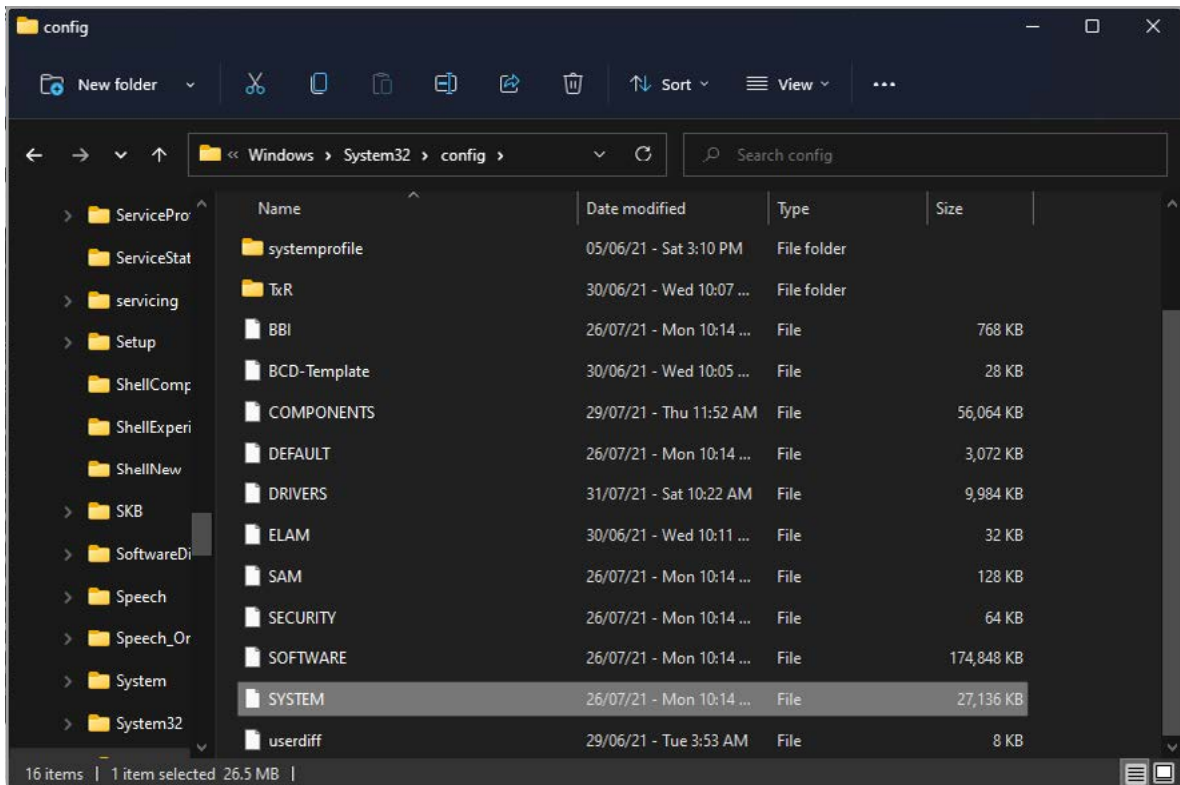 config
New folder Sort View
« Windows › System32 › config › Search config
Name Date modified Type Size
ServicePro
ServiceStat
servicing
Setup
ShellComp
ShellExperi
ShellNew
SKB
SoftwareDi
Speech
Speech_Or
System
System32
systemprofile 05/06/21 - Sat 3:10 PM File folder
TxR 30/06/21 - Wed 10:07 ... File folder
BBI 26/07/21 - Mon 10:14 ... File 768 KB
BCD-Template 30/06/21 - Wed 10:05 ... File 28 KB
COMPONENTS 29/07/21 - Thu 11:52 AM File 56,064 KB
DEFAULT 26/07/21 - Mon 10:14 ... File 3,072 KB
DRIVERS 31/07/21 - Sat 10:22 AM File 9,984 KB
ELAM 30/06/21 - Wed 10:11 ... File 32 KB
SAM 26/07/21 - Mon 10:14 ... File 128 KB
SECURITY 26/07/21 - Mon 10:14 ... File 64 KB
SOFTWARE 26/07/21 - Mon 10:14 ... File 174,848 KB
SYSTEM 26/07/21 - Mon 10:14 ... File 27,136 KB
userdiff 29/06/21 - Tue 3:53 AM File 8 KB
16 items | 1 item selected 26.5 MB |